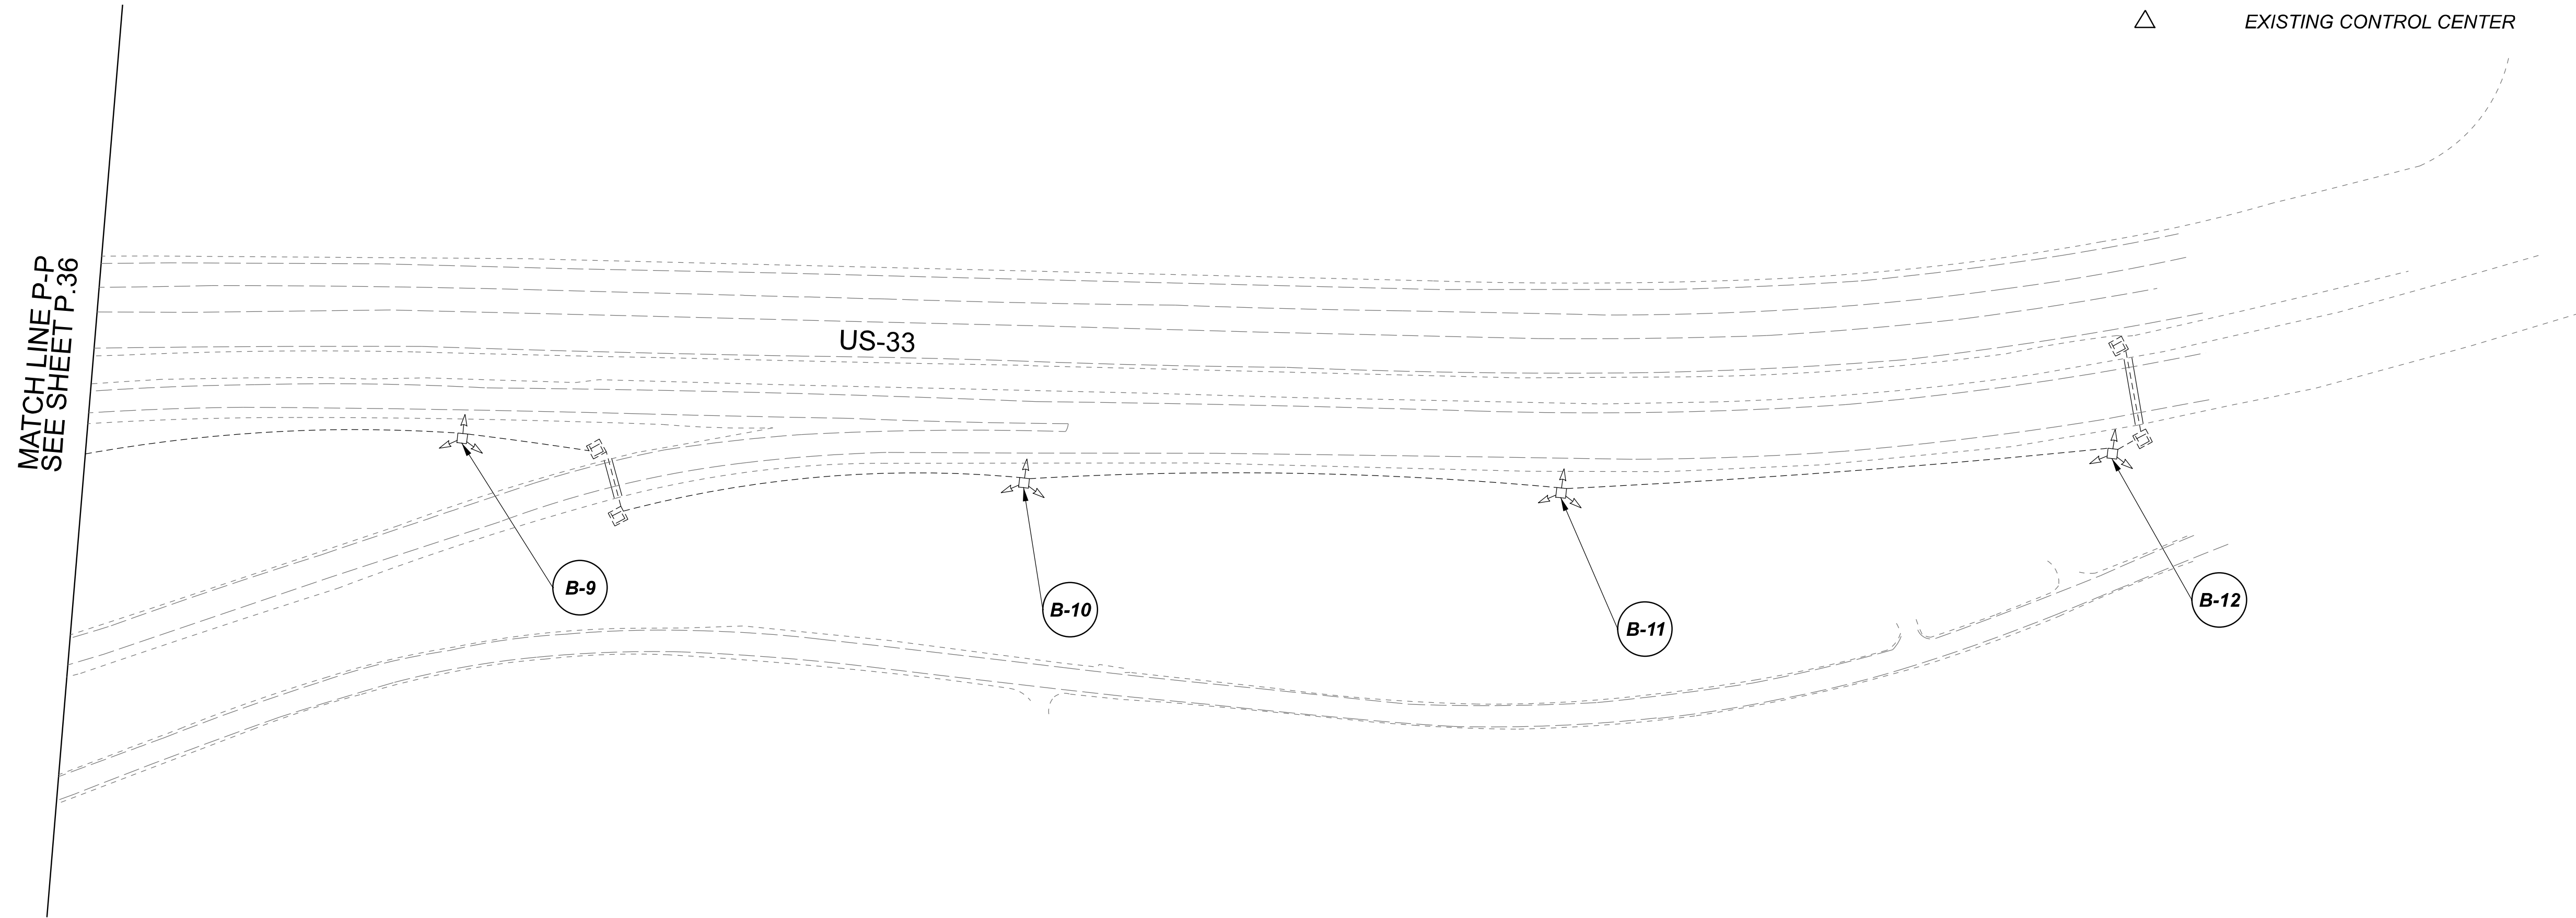 EXISTING CONTROL CENTER
MATCH LINE P-P
SEE SHEET P.36
US-33
B-9
B-10
B-11
B-12